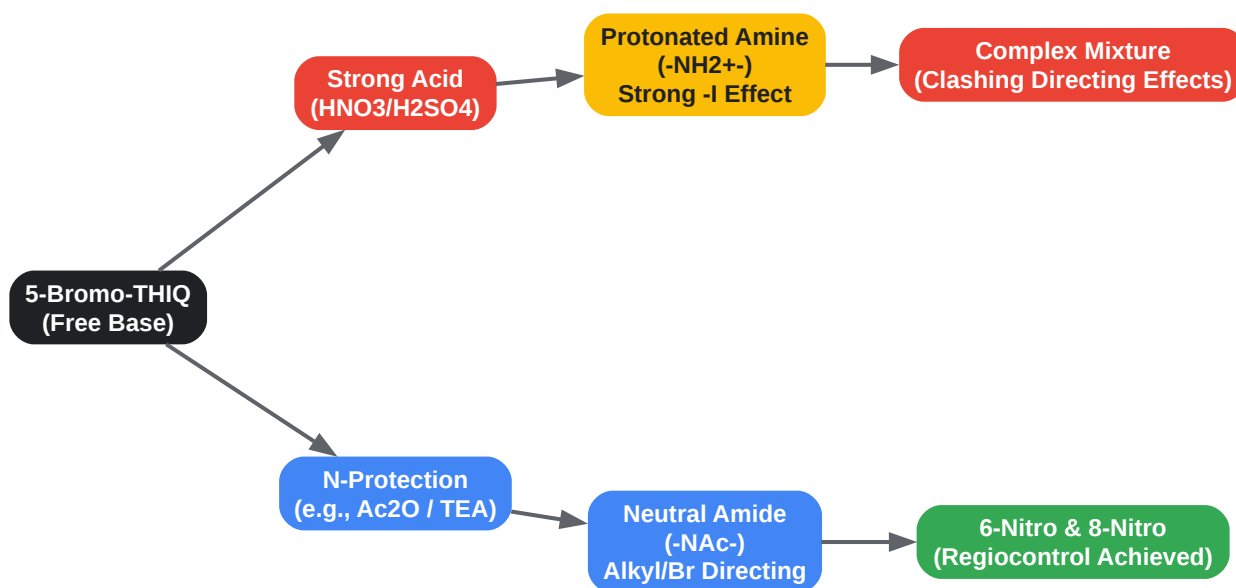 5-Bromo-THIQ
(Free Base)
Strong Acid
(HNO3/H2SO4)
Protonated Amine
(-NH2+-)
Strong -I Effect
Complex Mixture
(Clashing Directing Effects)
N-Protection
(e.g., Ac2O / TEA)
Neutral Amide
(-NAc-)
Alkyl/Br Directing
6-Nitro & 8-Nitro
(Regiocontrol Achieved)